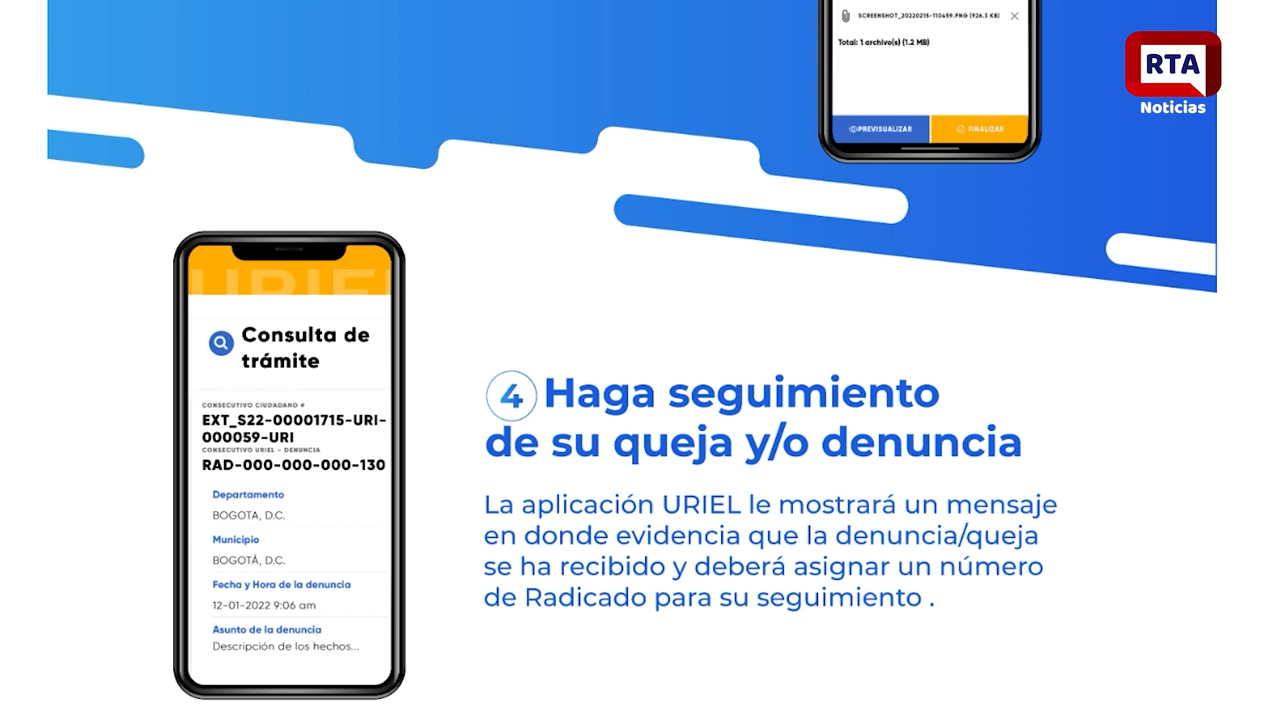 SCREENSHOT_20220215-110459.PNG (926.3 KB)
Total: 1 archivo(s) (1.2 MB)
PREVISUALIZAR
FINALIZAR
RTA
Noticias
URIEL
Consulta de
trámite
CONSECUTIVO CIUDADANO #
EXT_S22-00001715-URI-
000059-URI
CONSECUTIVO URIEL - DENUNCIA
RAD-000-000-000-130
Departamento
BOGOTA, D.C.
Municipio
BOGOTÁ, D.C.
Fecha y Hora de la denuncia
12-01-2022 9:06 am
Asunto de la denuncia
Descripción de los hechos...
4 Haga seguimiento
de su queja y/o denuncia
La aplicación URIEL le mostrará un mensaje
en donde evidencia que la denuncia/queja
se ha recibido y deberá asignar un número
de Radicado para su seguimiento .